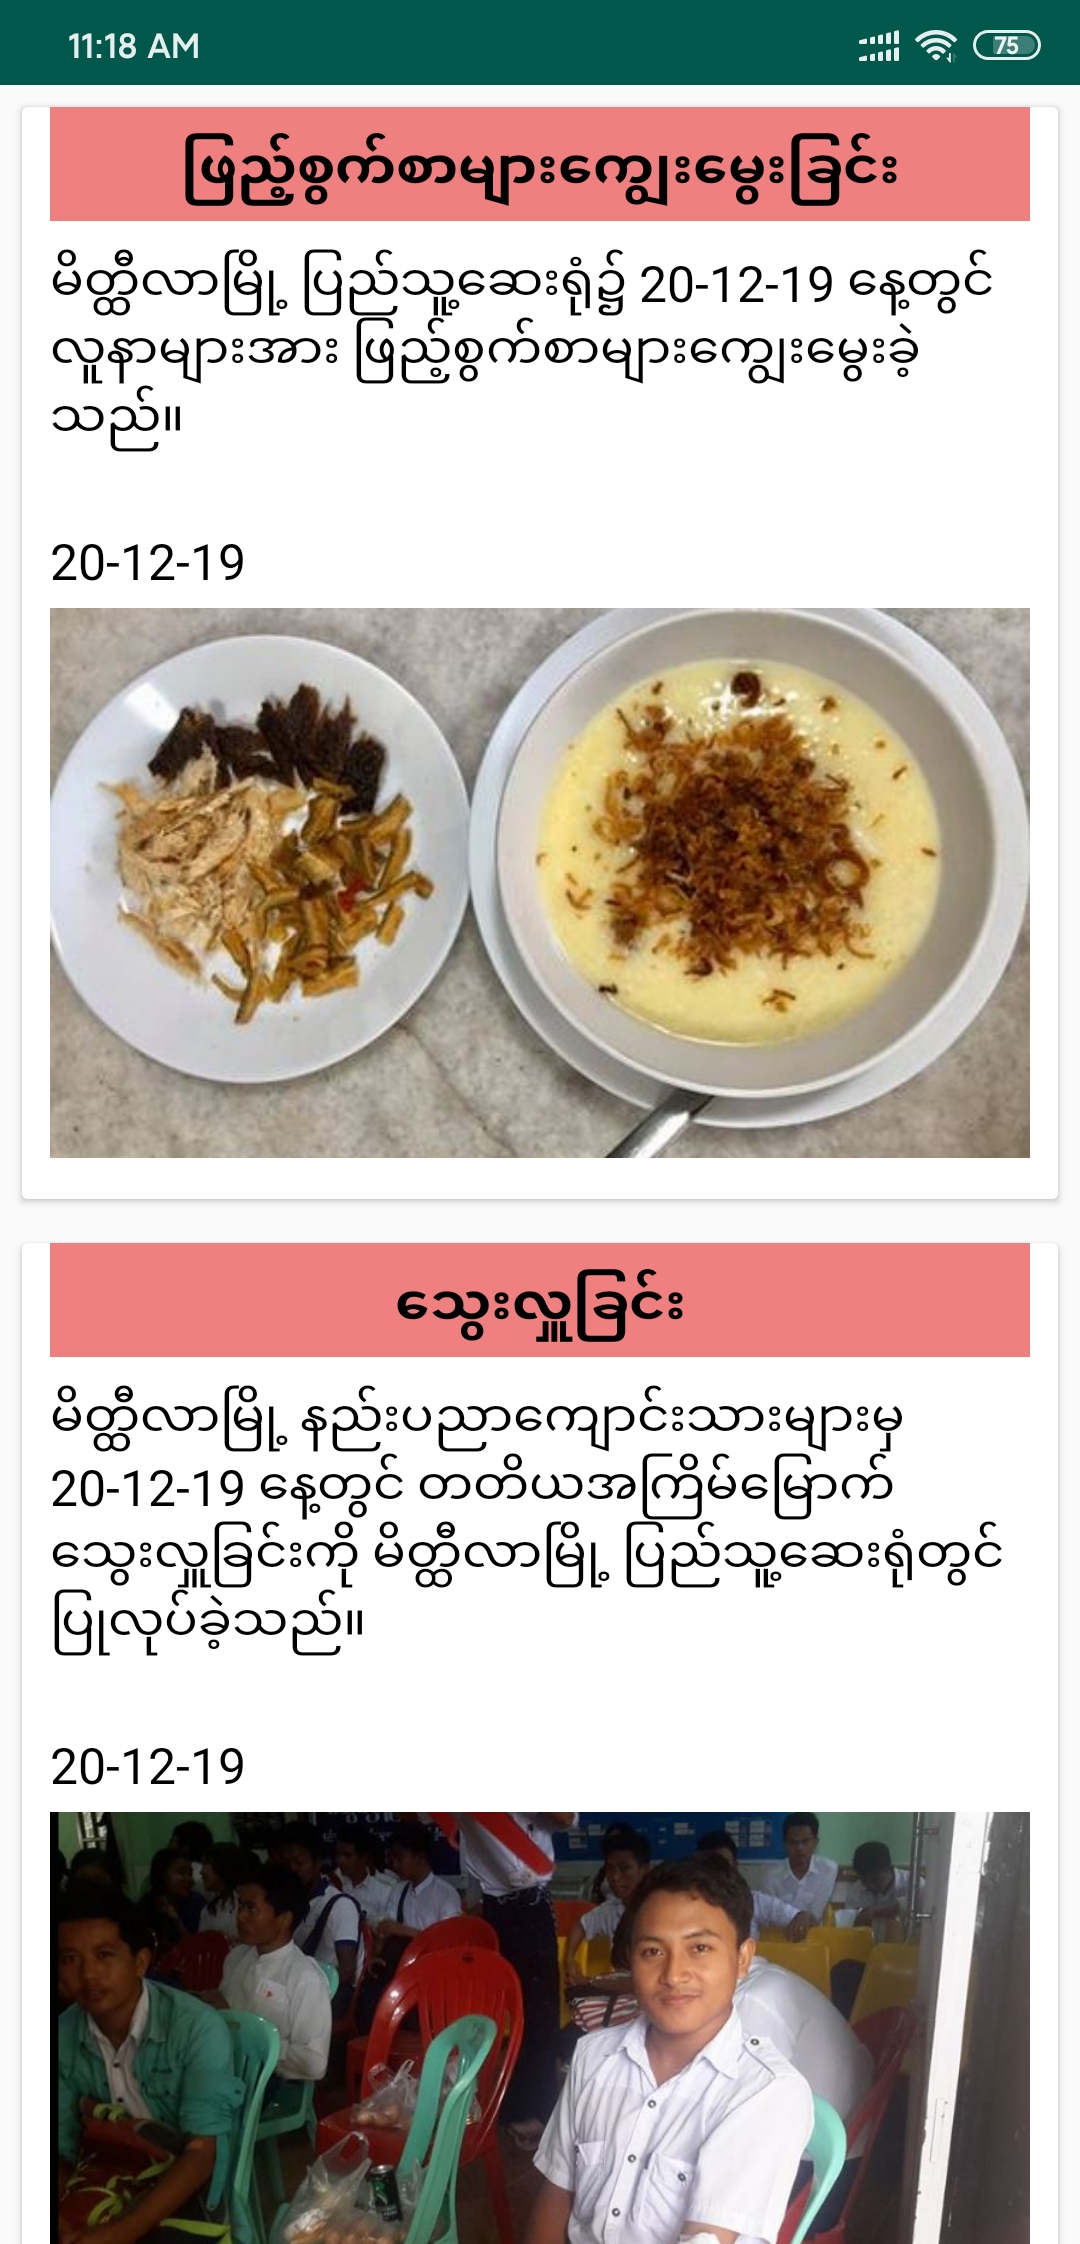 11:18 AM
75
ဖြည့်စွက်စာများကျွေးမွေးခြင်း
မိတ္ထီလာမြို့ ပြည်သူ့ဆေးရုံ၌ 20-12-19 နေ့တွင်
လူနာများအား ဖြည့်စွက်စာများကျွေးမွေးခဲ့
သည်။
20-12-19
သွေးလှူခြင်း
မိတ္ထီလာမြို့ နည်းပညာကျောင်းသားများမှ
20-12-19 နေ့တွင် တတိယအကြိမ်မြောက်
သွေးလှူခြင်းကို မိတ္ထီလာမြို့ ပြည်သူ့ဆေးရုံတွင်
ပြုလုပ်ခဲ့သည်။
20-12-19